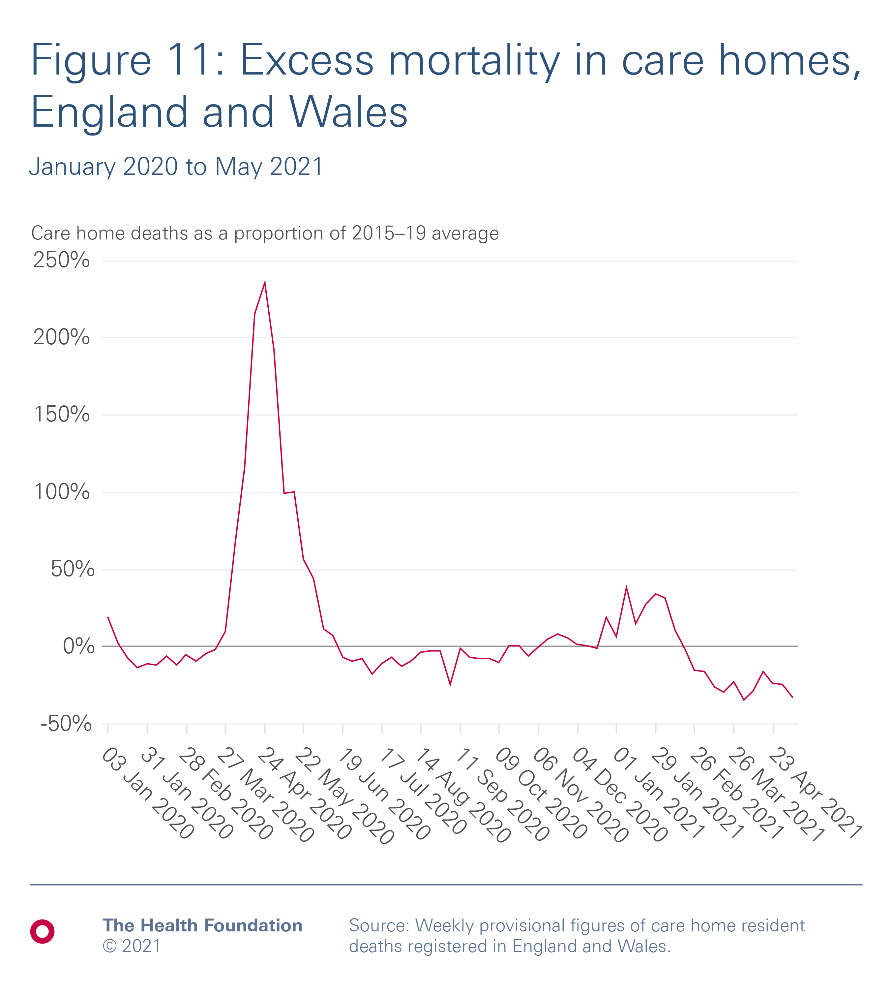 Figure 11: Excess mortality in care homes,
England and Wales
January 2020 to May 2021
Care home deaths as a proportion of 2015–19 average
250%
200%
150%
100%
50%
0%
-50%
03 Jan 2020
31 Jan 2020
28 Feb 2020
27 Mar 2020
24 Apr 2020
22 May 2020
19 Jun 2020
17 Jul 2020
14 Aug 2020
11 Sep 2020
09 Oct 2020
06 Nov 2020
04 Dec 2020
01 Jan 2021
29 Jan 2021
26 Feb 2021
26 Mar 2021
23 Apr 2021
The Health Foundation
© 2021
Source: Weekly provisional figures of care home resident
deaths registered in England and Wales.